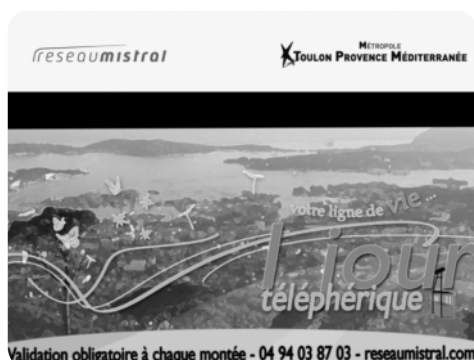 reseaumistral
MÉTROPOLE
TOULON PROVENCE MÉDITERRANÉE
votre ligne de vie...
1 jour
téléphérique
Validation obligatoire à chaque montée - 04 94 03 87 03 - reseaumistral.com